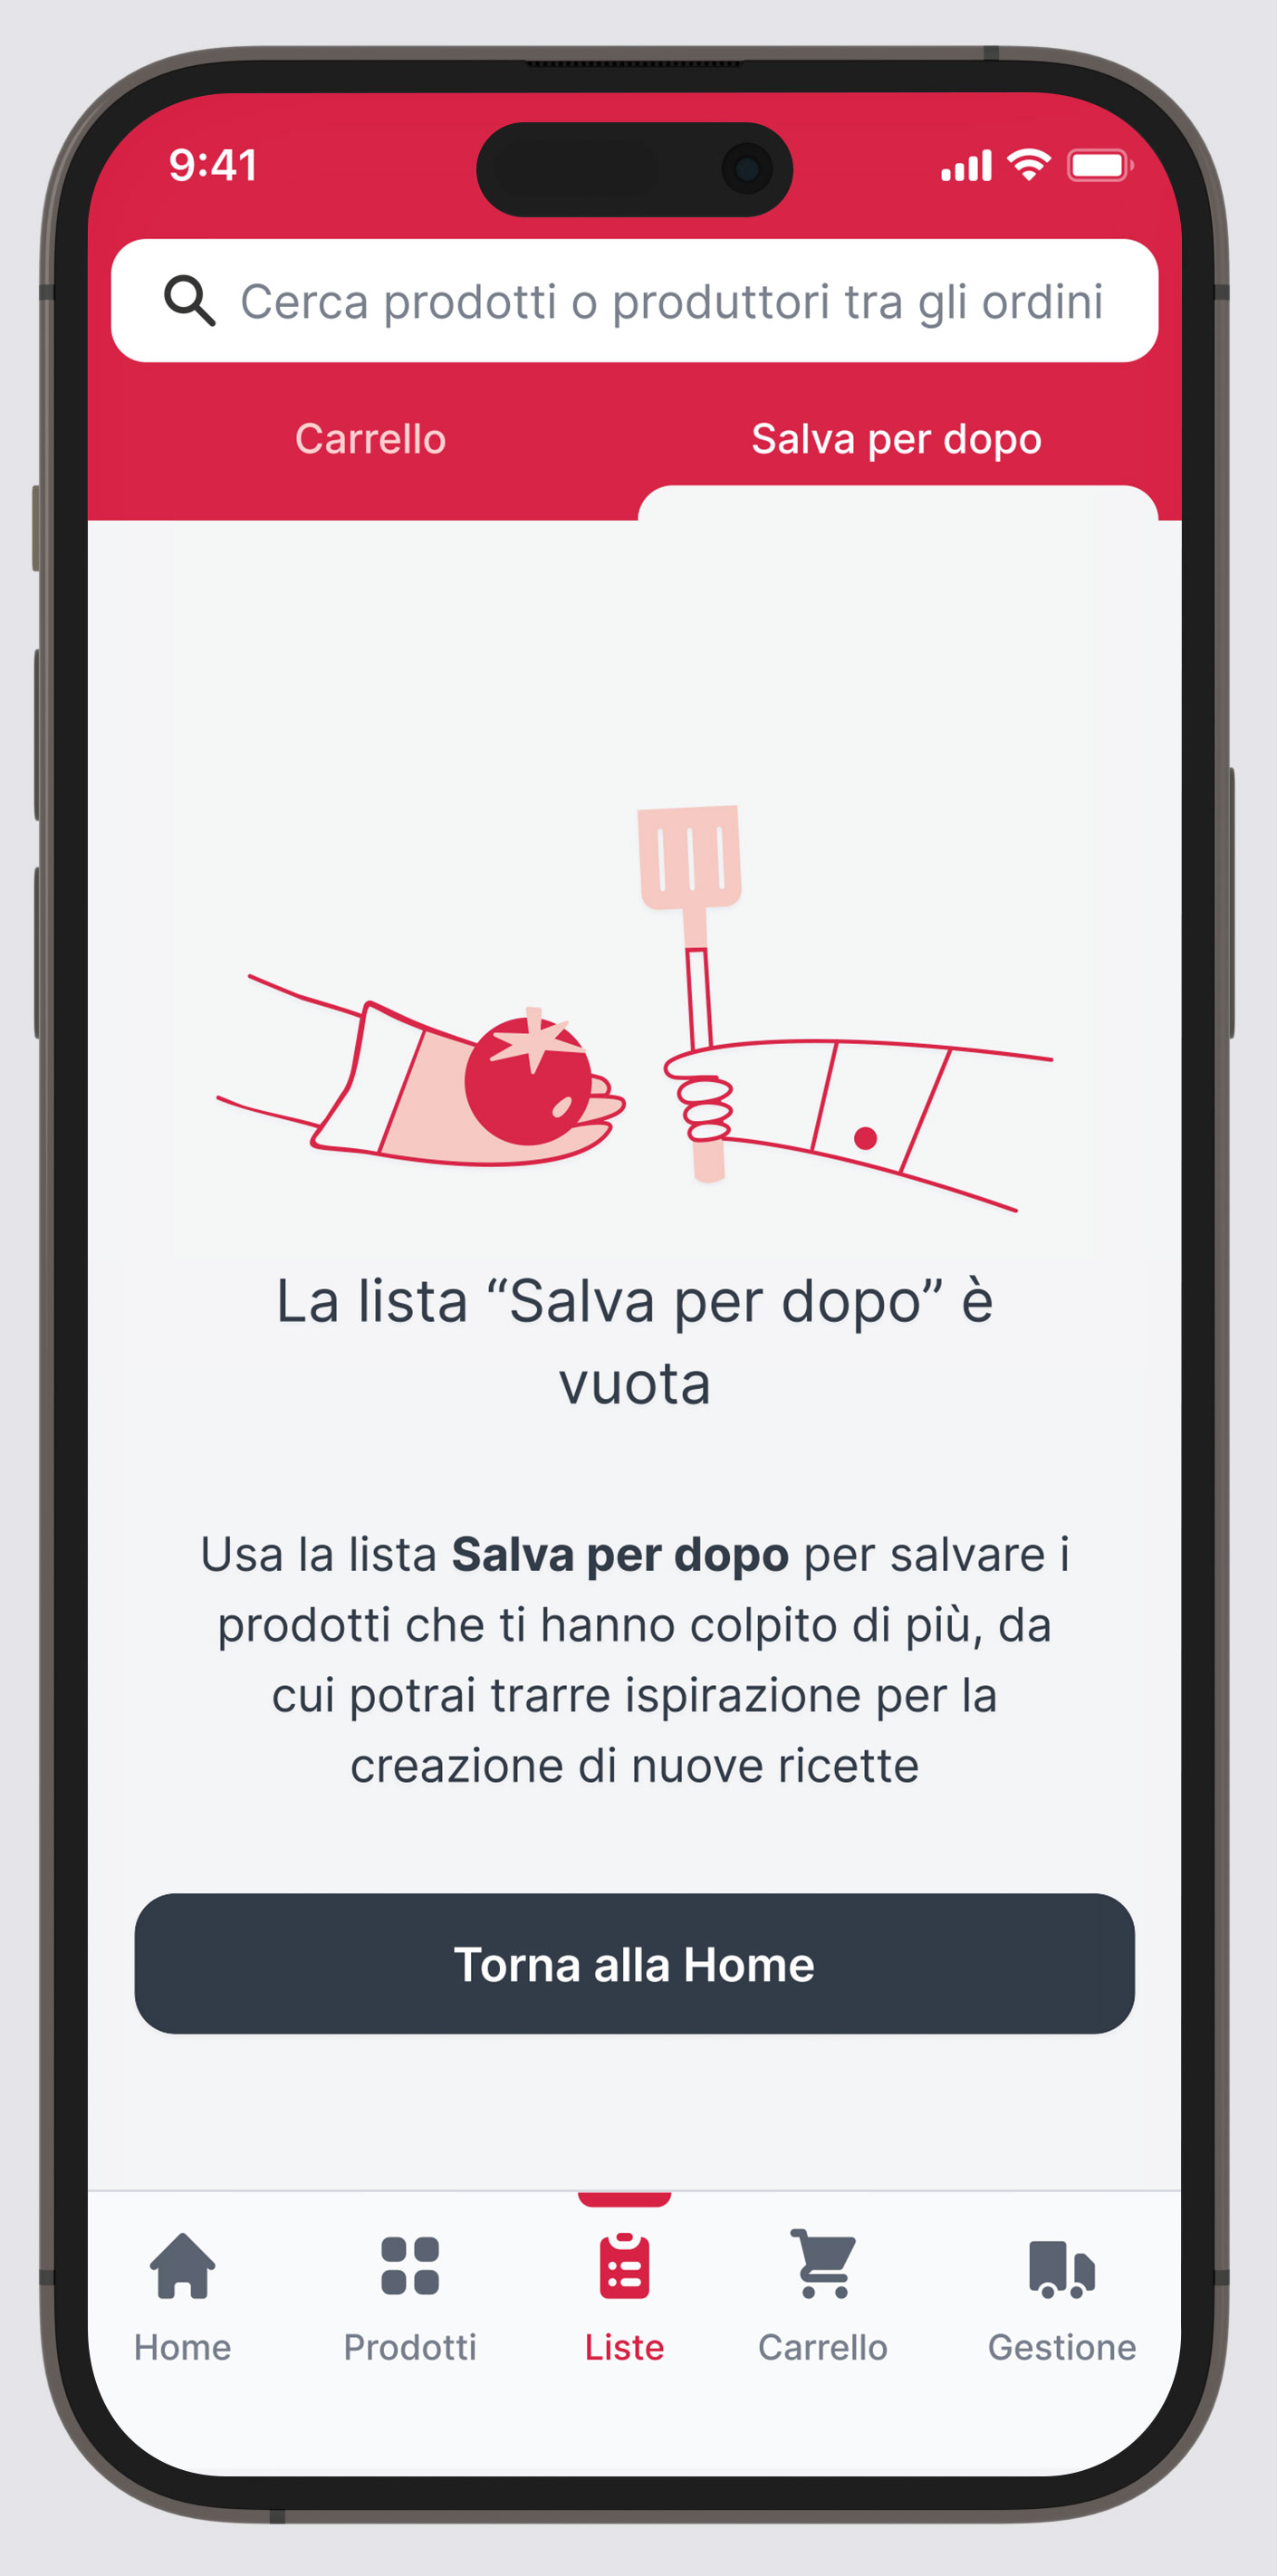 9:41
Cerca prodotti o produttori tra gli ordini
Carrello
Salva per dopo
La lista “Salva per dopo” è
vuota
Usa la lista Salva per dopo per salvare i
prodotti che ti hanno colpito di più, da
cui potrai trarre ispirazione per la
creazione di nuove ricette
Torna alla Home
Home
Prodotti
Liste
Carrello
Gestione